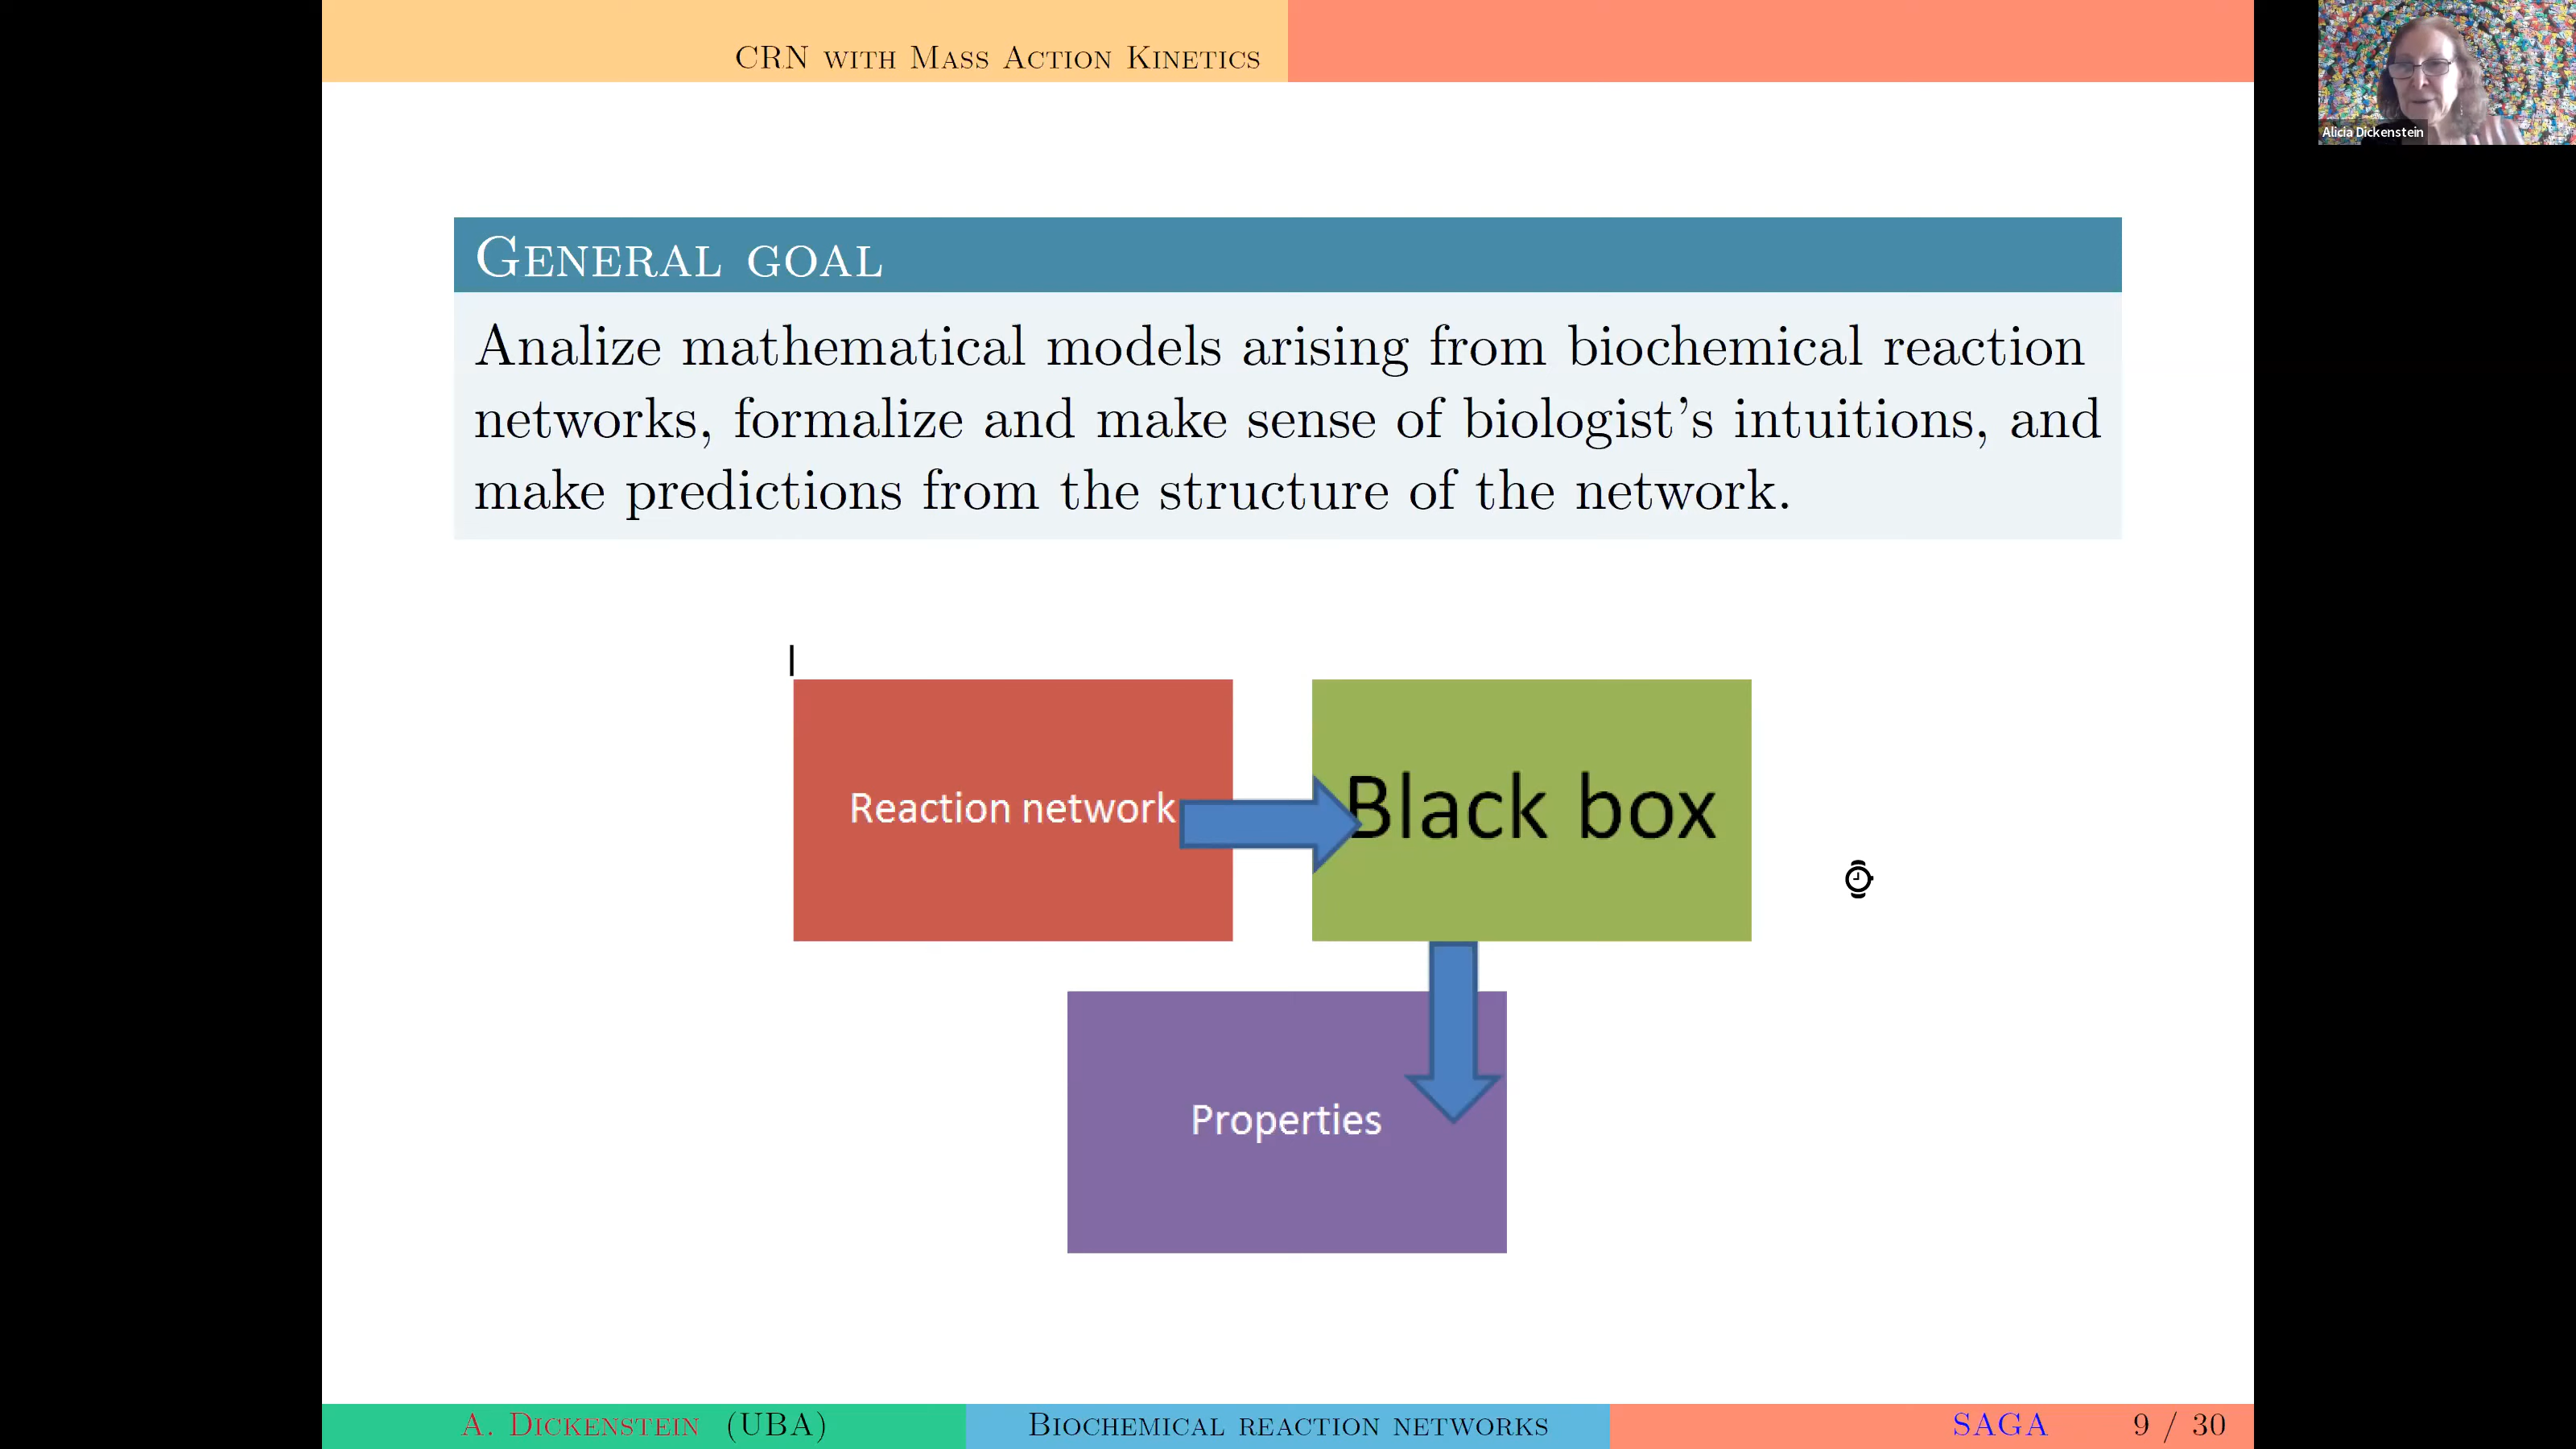 CRN with Mass Action Kinetics
Alicia Dickenstein
General goal
Analize mathematical models arising from biochemical reaction
networks, formalize and make sense of biologist's intuitions, and
make predictions from the structure of the network.
Reaction network
Black box
Properties
A. Dickenstein (UBA)
Biochemical reaction networks
SAGA
9 / 30